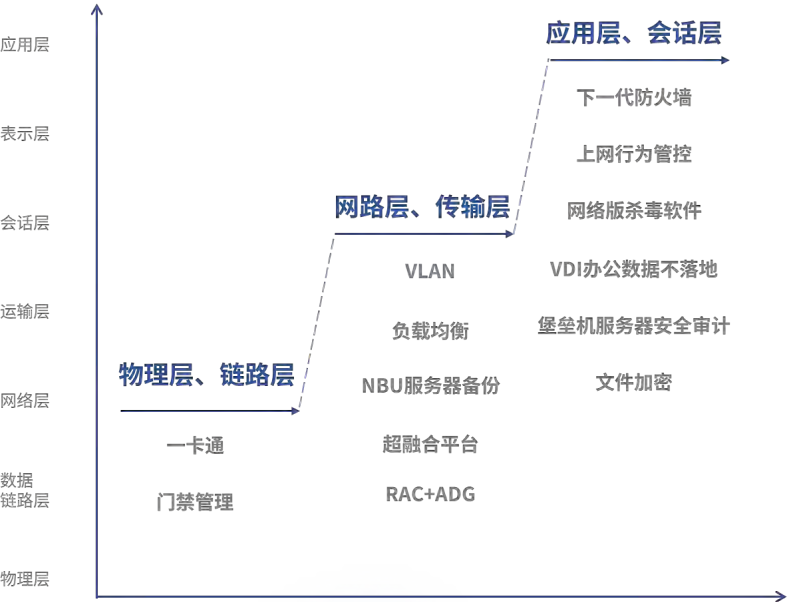 应用层
表示层
会话层
运输层
网络层
数据
链路层
物理层
物理层、链路层
一卡通
门禁管理
网路层、传输层
VLAN
负载均衡
NBU服务器备份
超融合平台
RAC+ADG
应用层、会话层
下一代防火墙
上网行为管控
网络版杀毒软件
VDI办公数据不落地
堡垒机服务器安全审计
文件加密